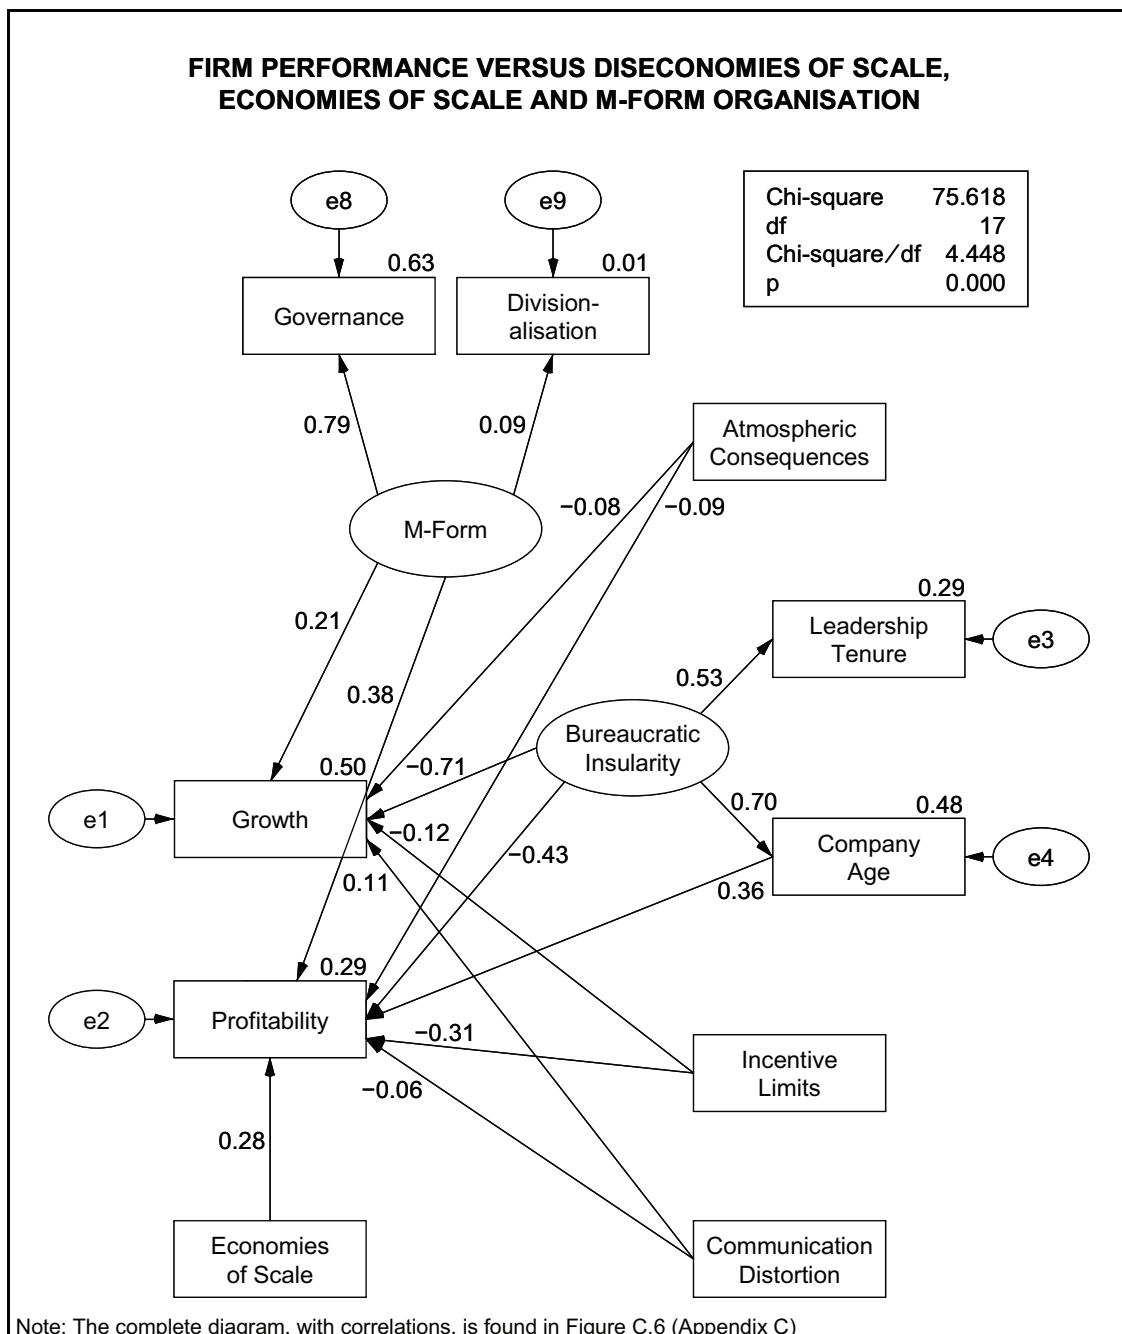 FIRM PERFORMANCE VERSUS DISECONOMIES OF SCALE,
ECONOMIES OF SCALE AND M-FORM ORGANISATION
e8
e9
Chi-square 75.618
df 17
Chi-square/df 4.448
p 0.000
0.63
0.01
Governance
Division-
alisation
0.79
0.09
Atmospheric
Consequences
−0.08
−0.09
M-Form
0.21
0.29
Leadership
Tenure
e3
0.53
0.38
Bureaucratic
Insularity
0.50
−0.71
e1
Growth
0.70
0.48
−0.12
Company
Age
e4
−0.43
0.11
0.36
0.29
e2
Profitability
−0.31
Incentive
Limits
−0.06
0.28
Economies
of Scale
Communication
Distortion
Note: The complete diagram, with correlations, is found in Figure C.6 (Appendix C)